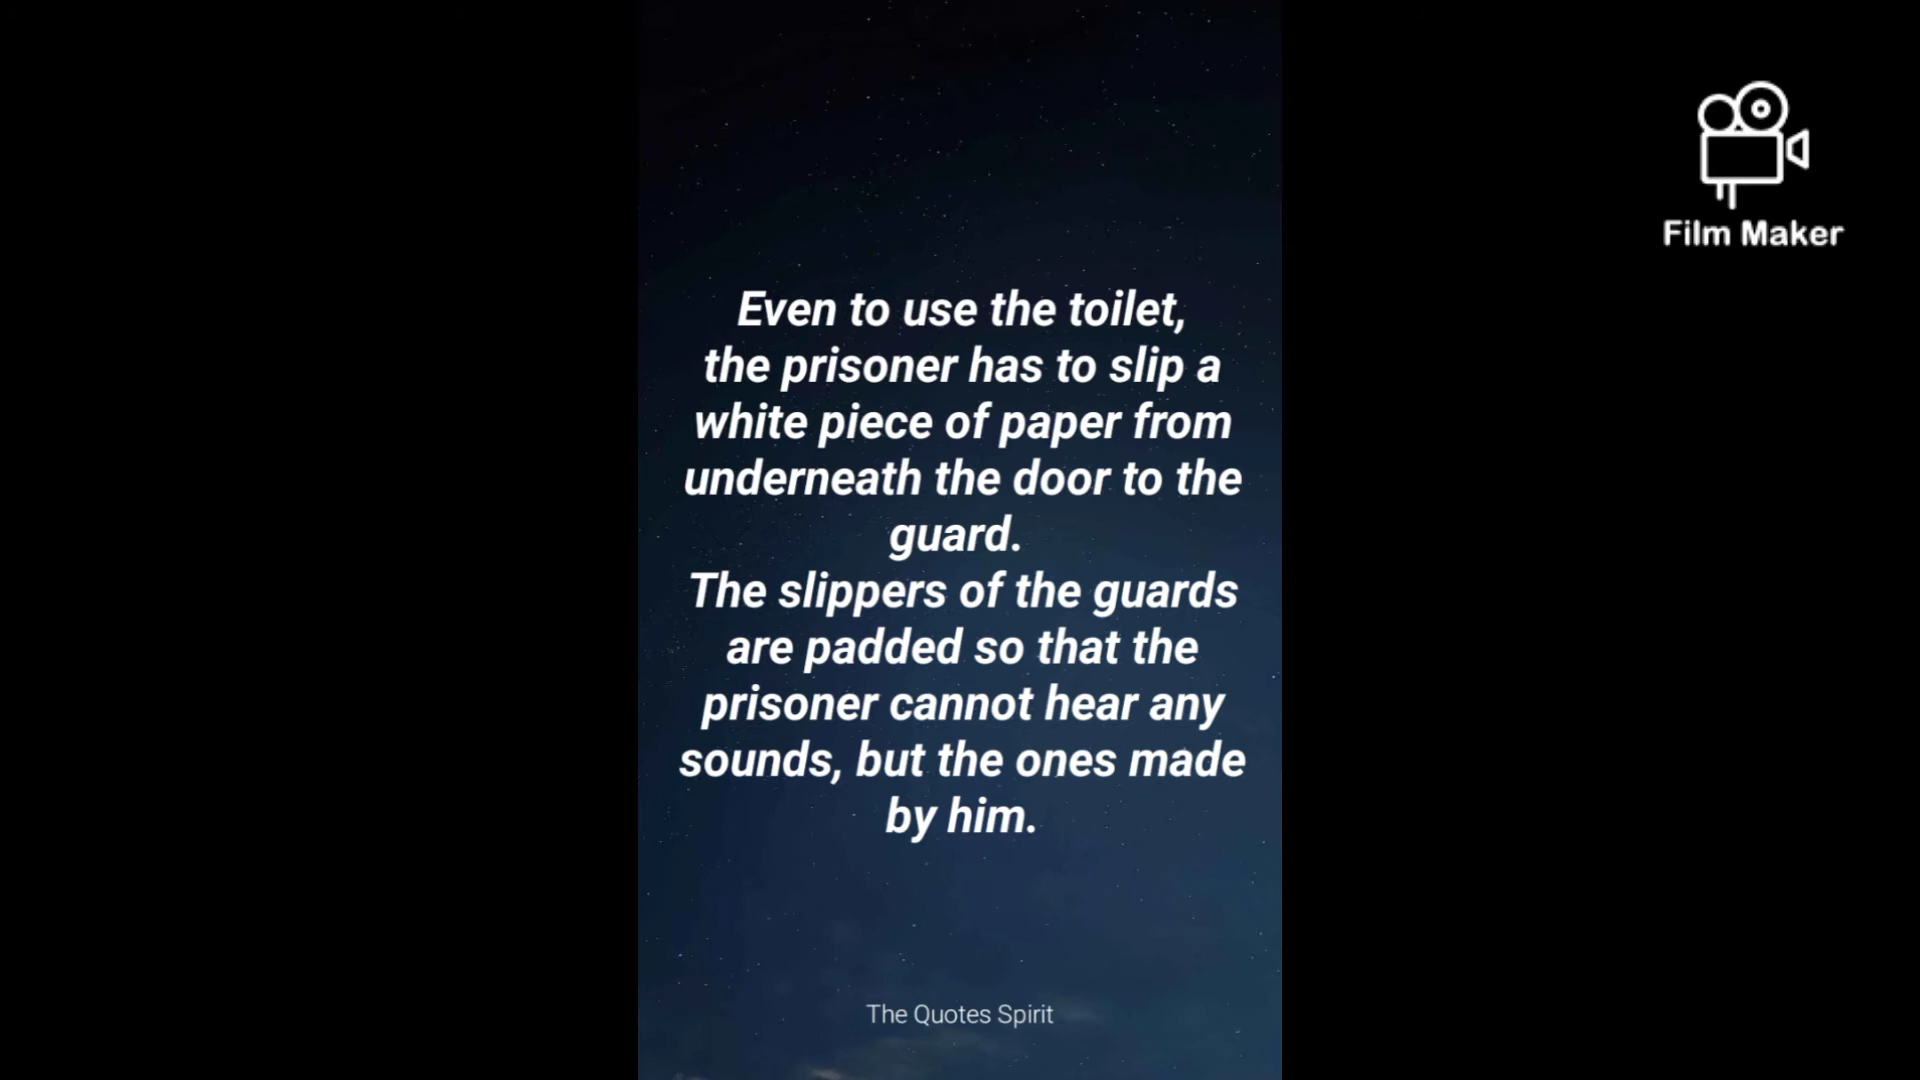 Film Maker
Even to use the toilet,
the prisoner has to slip a
white piece of paper from
underneath the door to the
guard.
The slippers of the guards
are padded so that the
prisoner cannot hear any
sounds, but the ones made
by him.
The Quotes Spirit